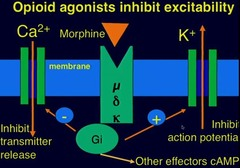 Opioid agonists inhibit excitability
Ca2+
Morphine
K+
membrane
μ
δ
κ
-
+
Gi
Inhibit
transmitter
release
Inhibit
action potentia
Other effectors cAMP